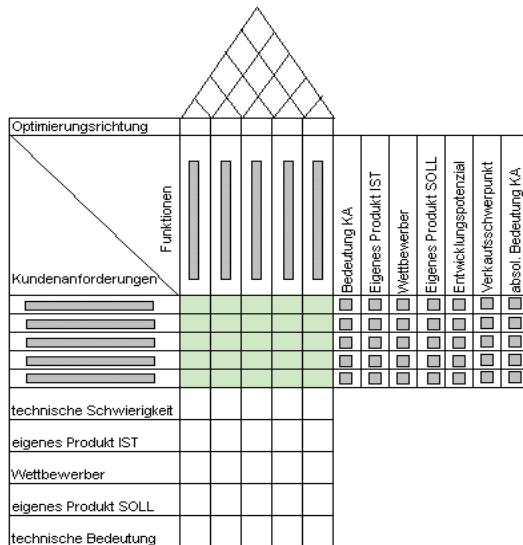 Optimierungsrichtung
Funktionen
Kundenanforderungen
Bedeutung KA
Eigenes Produkt IST
Wettbewerber
Eigenes Produkt SOLL
Entwicklungspotenzial
Verkaufsschwerpunkt
absol. Bedeutung KA
technische Schwierigkeit
eigenes Produkt IST
Wettbewerber
eigenes Produkt SOLL
technische Bedeutung